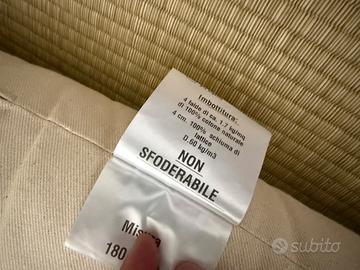 Imbottitura:
4 falde di ca. 1,7 kg/mq
di 100% cotone naturale
4 cm. 100% schiuma di
lattice
D.60 kg/m3
NON
SFODERABILE
180
subito